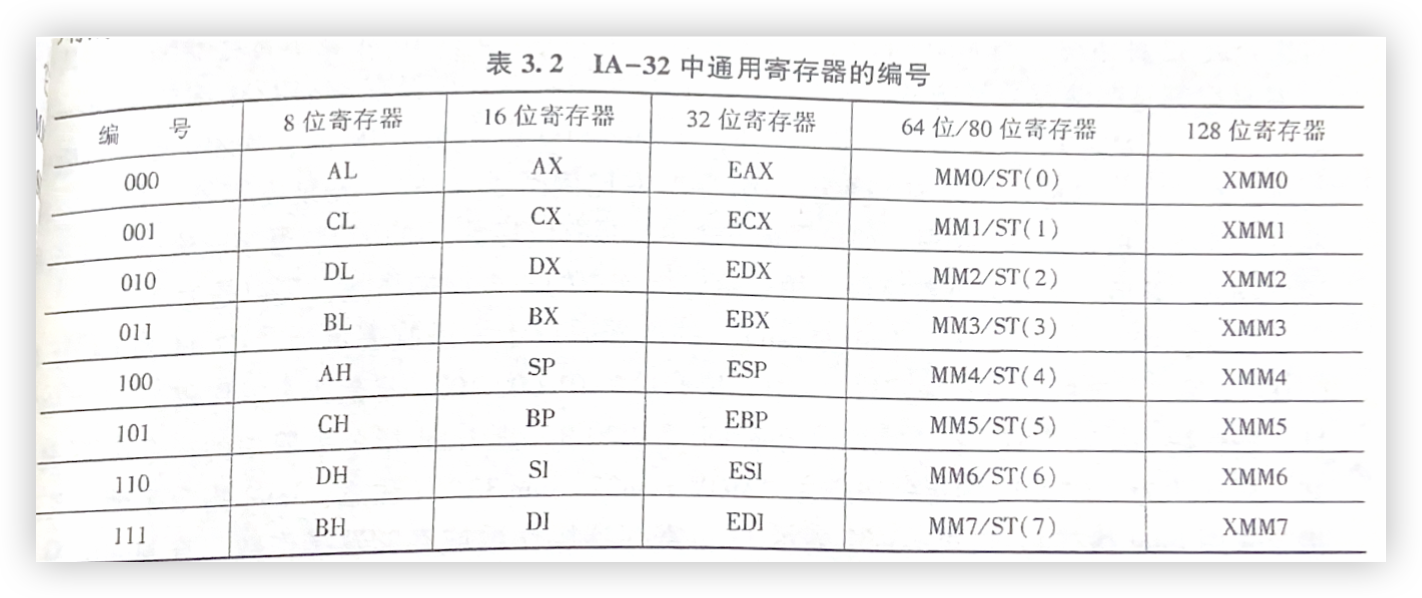 表 3.2 IA-32 中通用寄存器的编号
编 号 8 位寄存器 16 位寄存器 32 位寄存器 64 位/80 位寄存器 128 位寄存器
000 AL AX EAX MM0/ST(0) XMM0
001 CL CX ECX MM1/ST(1) XMM1
010 DL DX EDX MM2/ST(2) XMM2
011 BL BX EBX MM3/ST(3) XMM3
100 AH SP ESP MM4/ST(4) XMM4
101 CH BP EBP MM5/ST(5) XMM5
110 DH SI ESI MM6/ST(6) XMM6
111 BH DI EDI MM7/ST(7) XMM7